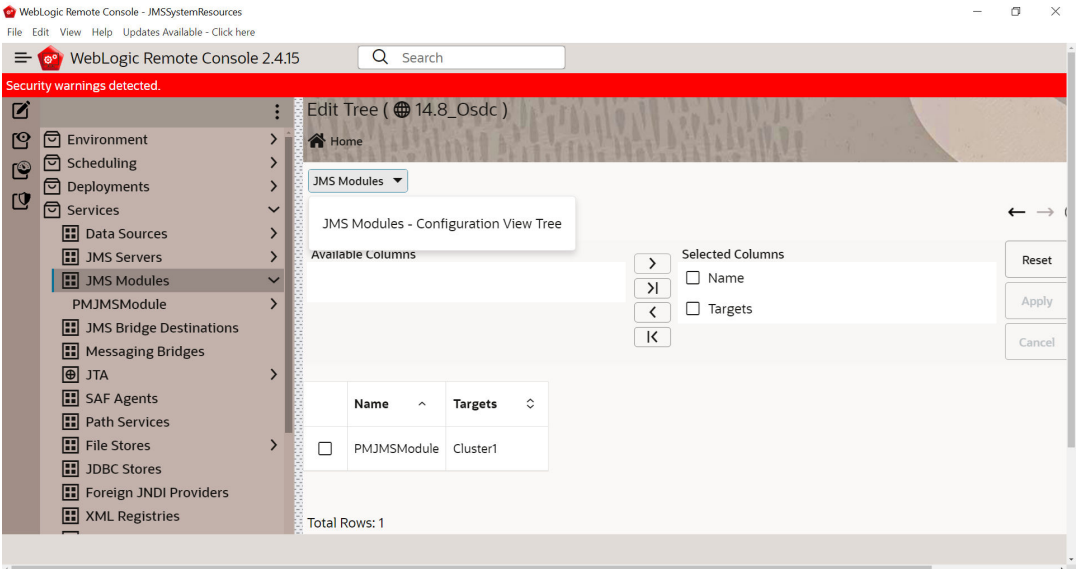 WebLogic Remote Console - JMSSystemResources
File Edit View Help Updates Available - Click here
WebLogic Remote Console 2.4.15
Search
Security warnings detected.
Edit Tree ( 14.8_Osdc )
Home
Environment
Scheduling
Deployments
Services
Data Sources
JMS Servers
JMS Modules
PMJMSModule
JMS Bridge Destinations
Messaging Bridges
JTA
SAF Agents
Path Services
File Stores
JDBC Stores
Foreign JNDI Providers
XML Registries
JMS Modules
JMS Modules - Configuration View Tree
Available Columns
Selected Columns
Name
Targets
Reset
Apply
Cancel
Name Targets
PMJMSModule Cluster1
Total Rows: 1